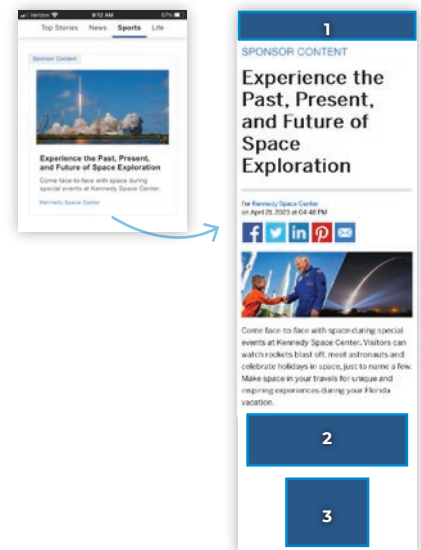 Verizon 9:13 AM 57%
Top Stories News Sports Life
Sponsor Content
Experience the Past, Present,
and Future of Space Exploration
Come face-to-face with space during
special events at Kennedy Space Center.
Kennedy Space Center
1
SPONSOR CONTENT
Experience the
Past, Present,
and Future of
Space
Exploration
for Kennedy Space Center
on April 21, 2023 at 04:48 PM
f in
Come face-to-face with space during special
events at Kennedy Space Center. Visitors can
watch rockets blast off, meet astronauts and
celebrate holidays in space, just to name a few.
Make space in your travels for unique and
inspiring experiences during your Florida
vacation.
2
3